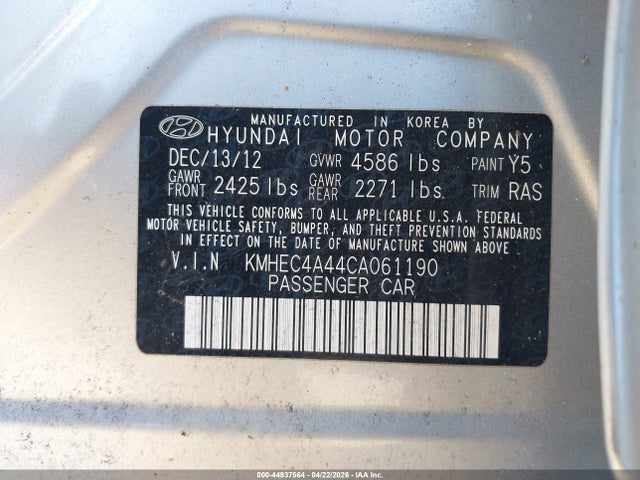 MANUFACTURED IN KOREA BY
HYUNDAI MOTOR COMPANY
DEC/13/12 GVWR 4586 lbs PAINT Y5
GAWR FRONT 2425 lbs GAWR REAR 2271 lbs TRIM RAS
THIS VEHICLE CONFORMS TO ALL APPLICABLE U.S.A. FEDERAL
MOTOR VEHICLE SAFETY, BUMPER, AND THEFT PREVENTION STANDARDS
IN EFFECT ON THE DATE OF MANUFACTURE SHOWN ABOVE
V.I.N KMHEC4A44CA061190
PASSENGER CAR
000-44937564 - 04/22/2026 - IAA Inc.